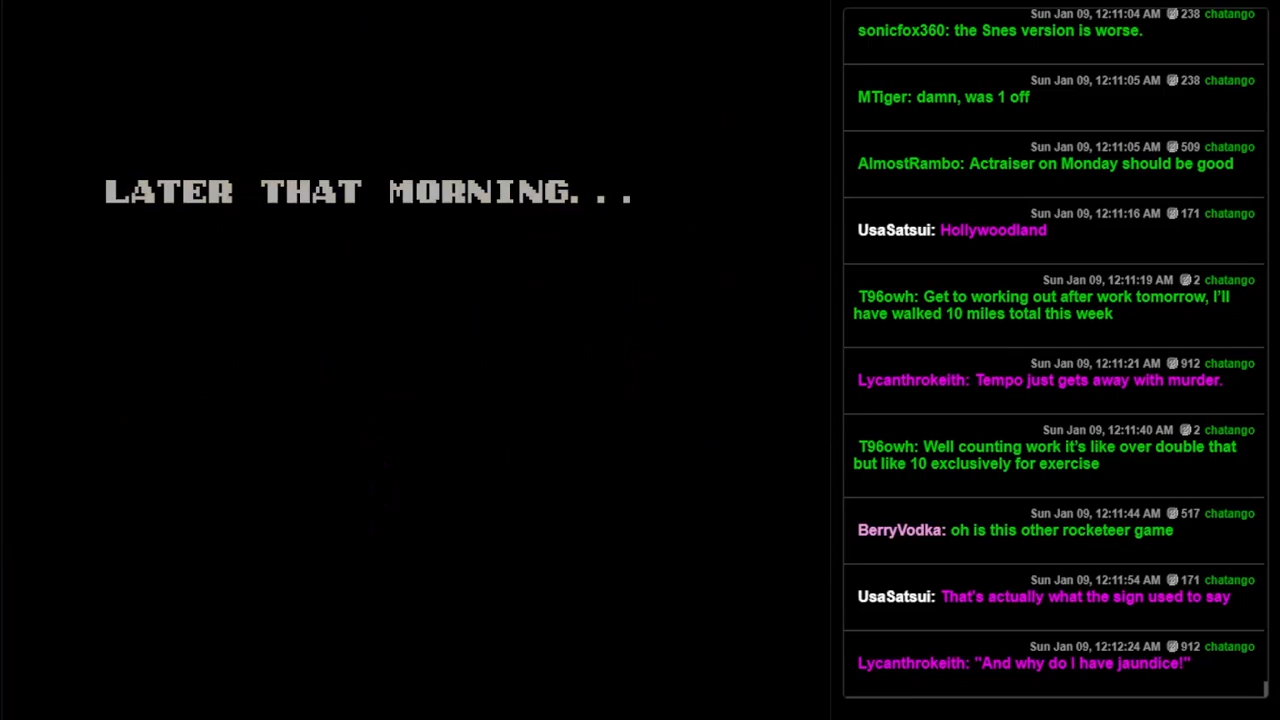 LATER THAT MORNING...
Sun Jan 09, 12:11:04 AM 238 chatango
sonicfox360: the Snes version is worse.
Sun Jan 09, 12:11:05 AM 238 chatango
MTiger: damn, was 1 off
Sun Jan 09, 12:11:05 AM 509 chatango
AlmostRambo: Actraiser on Monday should be good
Sun Jan 09, 12:11:16 AM 171 chatango
UsaSatsui: Hollywoodland
Sun Jan 09, 12:11:19 AM 2 chatango
T96owh: Get to working out after work tomorrow, I'll
have walked 10 miles total this week
Sun Jan 09, 12:11:21 AM 912 chatango
Lycanthrokeith: Tempo just gets away with murder.
Sun Jan 09, 12:11:40 AM 2 chatango
T96owh: Well counting work it's like over double that
but like 10 exclusively for exercise
Sun Jan 09, 12:11:44 AM 517 chatango
BerryVodka: oh is this other rocketeer game
Sun Jan 09, 12:11:54 AM 171 chatango
UsaSatsui: That's actually what the sign used to say
Sun Jan 09, 12:12:24 AM 912 chatango
Lycanthrokeith: "And why do I have jaundice!"